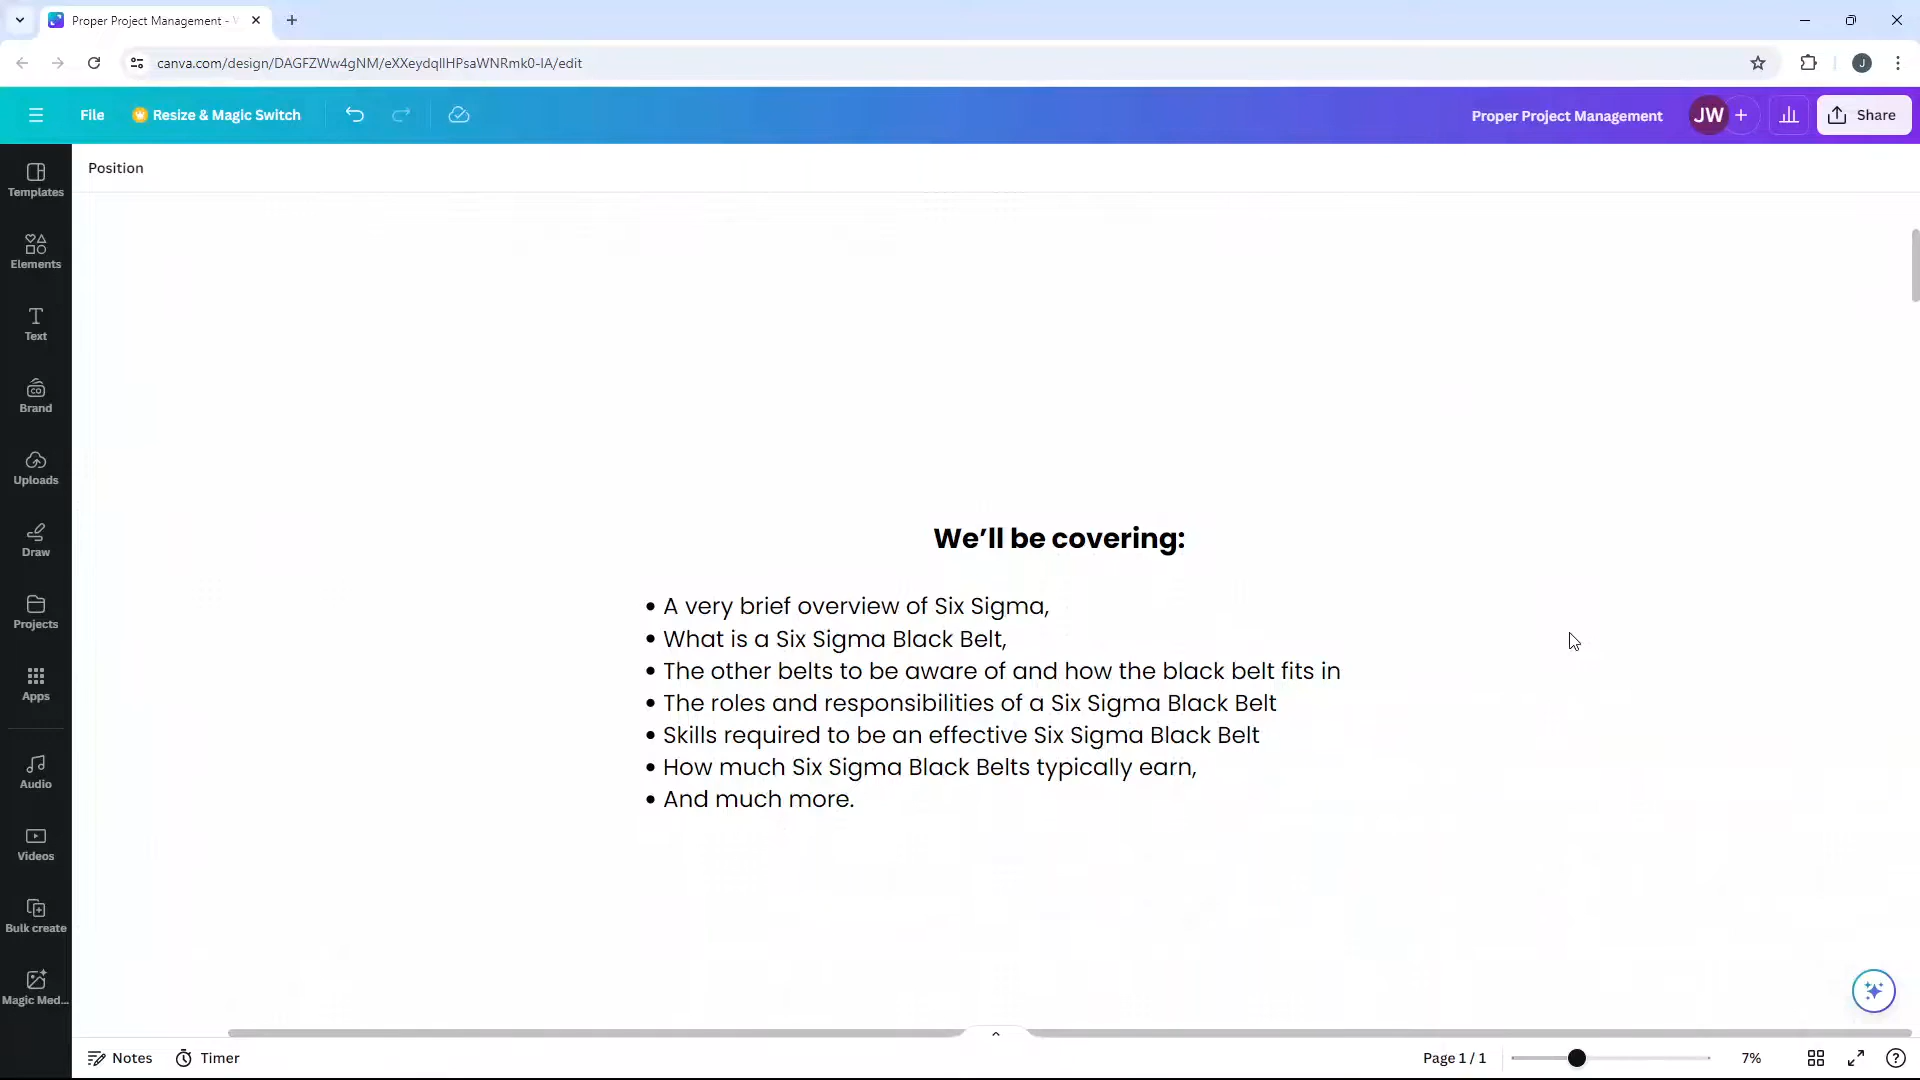 Proper Project Management - W
canva.com/design/DAGFZWw4gNM/eXXeydqllHPsaWNRmk0-lA/edit
J
File
Resize & Magic Switch
Proper Project Management
JW
Share
Templates
Elements
Text
Brand
Uploads
Draw
Projects
Apps
Audio
Videos
Bulk create
Magic Med...
Position
We’ll be covering:
• A very brief overview of Six Sigma,
• What is a Six Sigma Black Belt,
• The other belts to be aware of and how the black belt fits in
• The roles and responsibilities of a Six Sigma Black Belt
• Skills required to be an effective Six Sigma Black Belt
• How much Six Sigma Black Belts typically earn,
• And much more.
Notes
Timer
Page 1 / 1
7%